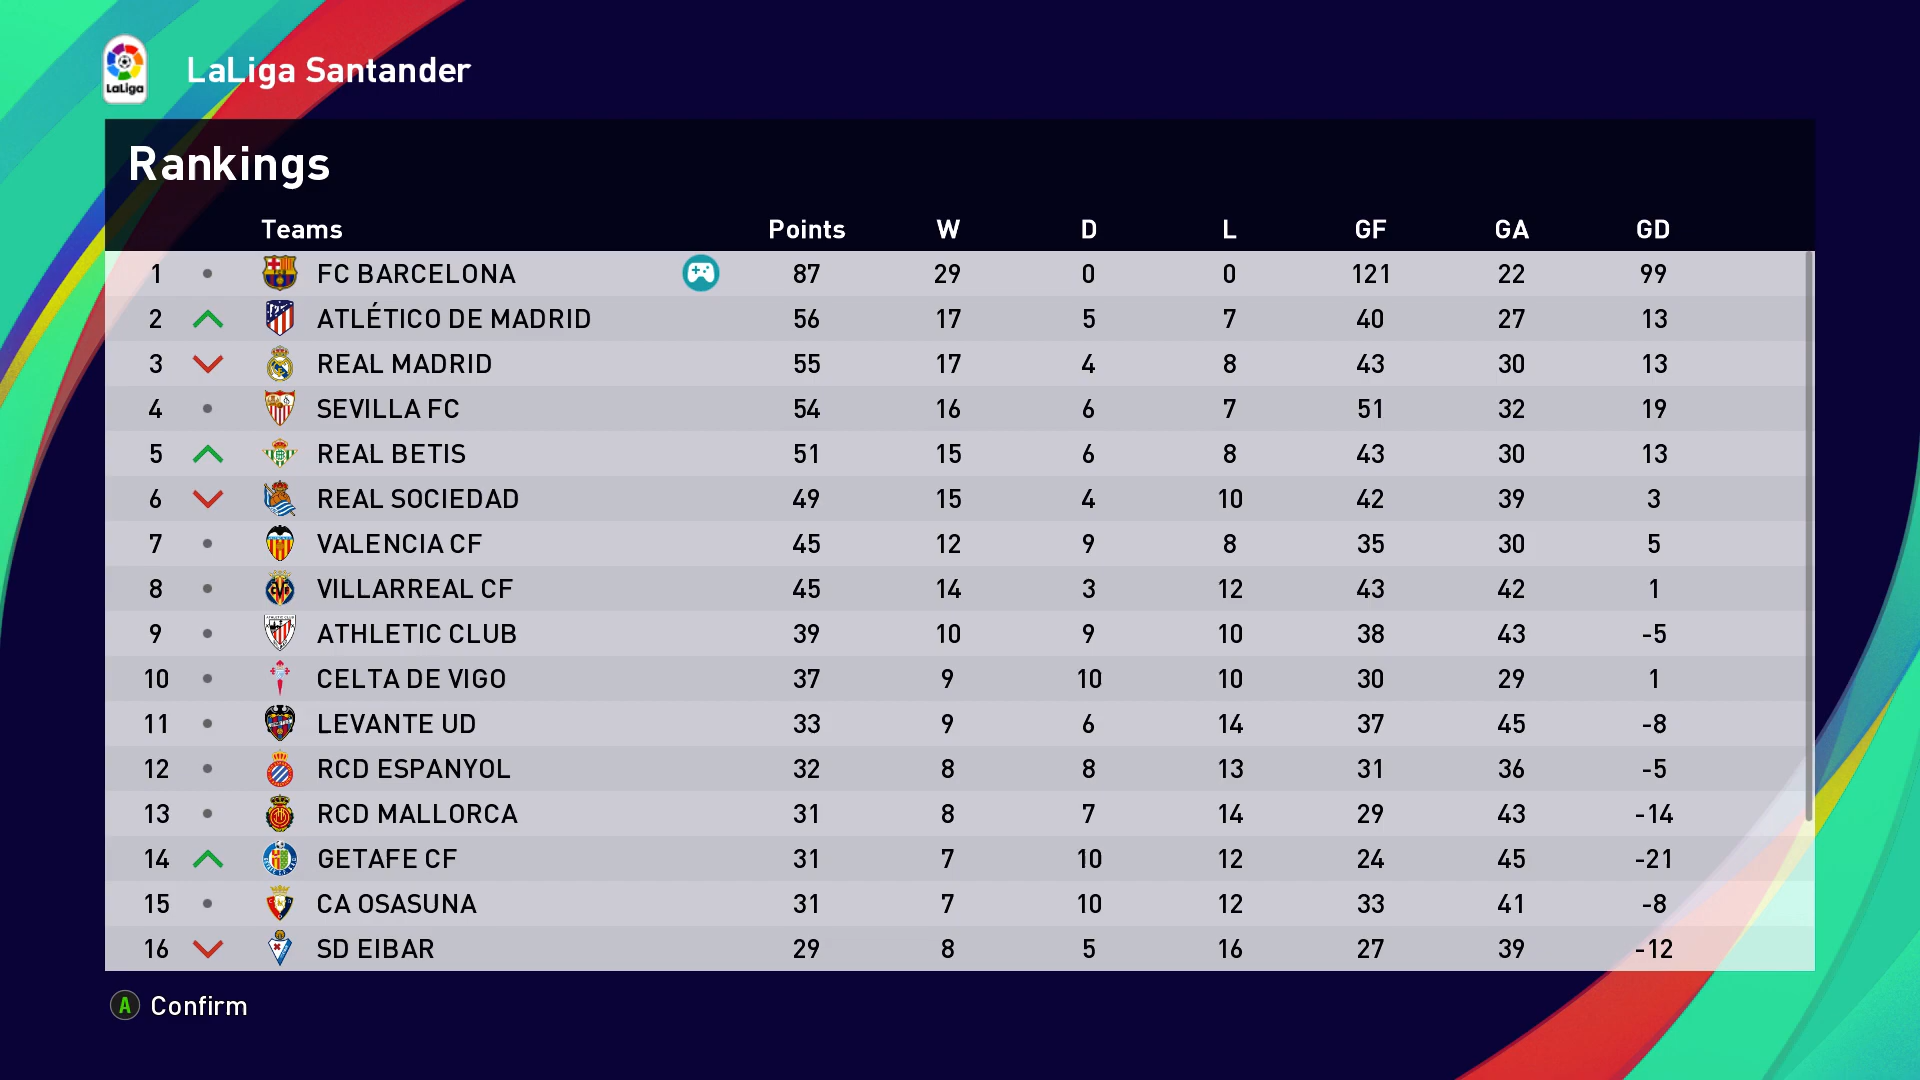 LaLiga
LaLiga Santander
Rankings
Teams Points W D L GF GA GD
1 FC BARCELONA 87 29 0 0 121 22 99
2 ATLÉTICO DE MADRID 56 17 5 7 40 27 13
3 REAL MADRID 55 17 4 8 43 30 13
4 SEVILLA FC 54 16 6 7 51 32 19
5 REAL BETIS 51 15 6 8 43 30 13
6 REAL SOCIEDAD 49 15 4 10 42 39 3
7 VALENCIA CF 45 12 9 8 35 30 5
8 VILLARREAL CF 45 14 3 12 43 42 1
9 ATHLETIC CLUB 39 10 9 10 38 43 -5
10 CELTA DE VIGO 37 9 10 10 30 29 1
11 LEVANTE UD 33 9 6 14 37 45 -8
12 RCD ESPANYOL 32 8 8 13 31 36 -5
13 RCD MALLORCA 31 8 7 14 29 43 -14
14 GETAFE CF 31 7 10 12 24 45 -21
15 CA OSASUNA 31 7 10 12 33 41 -8
16 SD EIBAR 29 8 5 16 27 39 -12
A Confirm